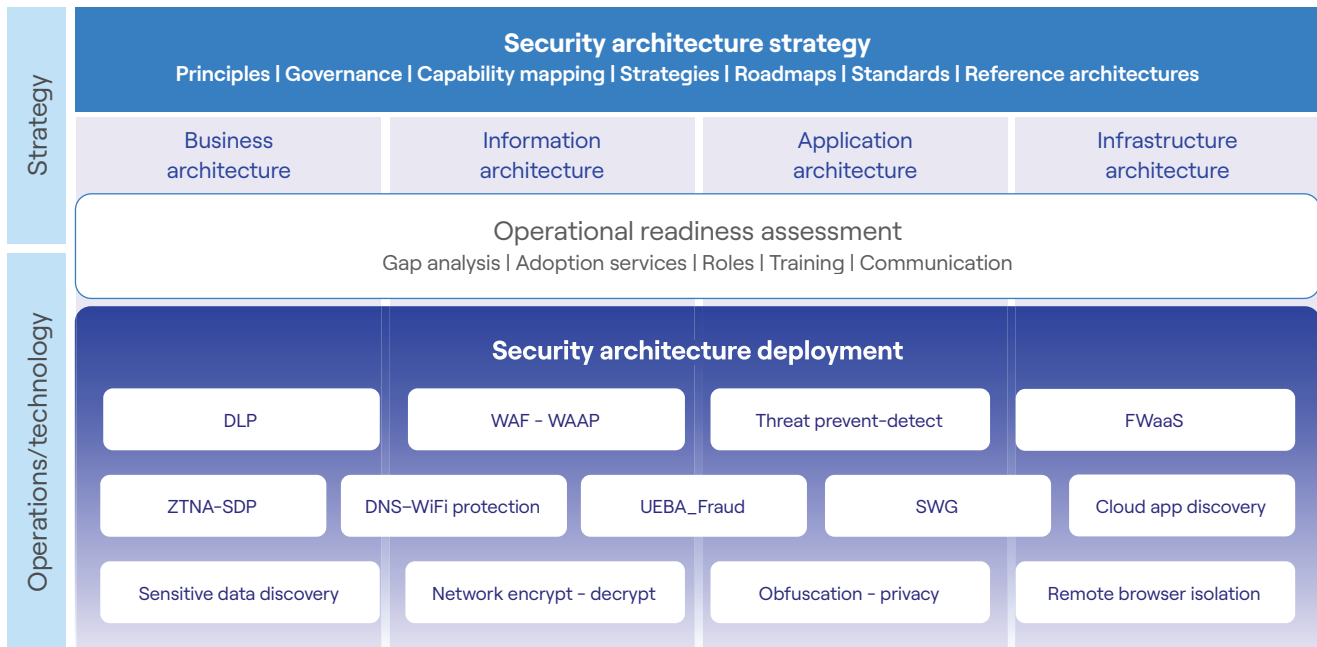 Strategy
Security architecture strategy
Principles | Governance | Capability mapping | Strategies | Roadmaps | Standards | Reference architectures
Business
architecture
Information
architecture
Application
architecture
Infrastructure
architecture
Operational readiness assessment
Gap analysis | Adoption services | Roles | Training | Communication
Operations/technology
Security architecture deployment
DLP
WAF - WAAP
Threat prevent-detect
FWaaS
ZTNA-SDP
DNS-WiFi protection
UEBA_Fraud
SWG
Cloud app discovery
Sensitive data discovery
Network encrypt - decrypt
Obfuscation - privacy
Remote browser isolation